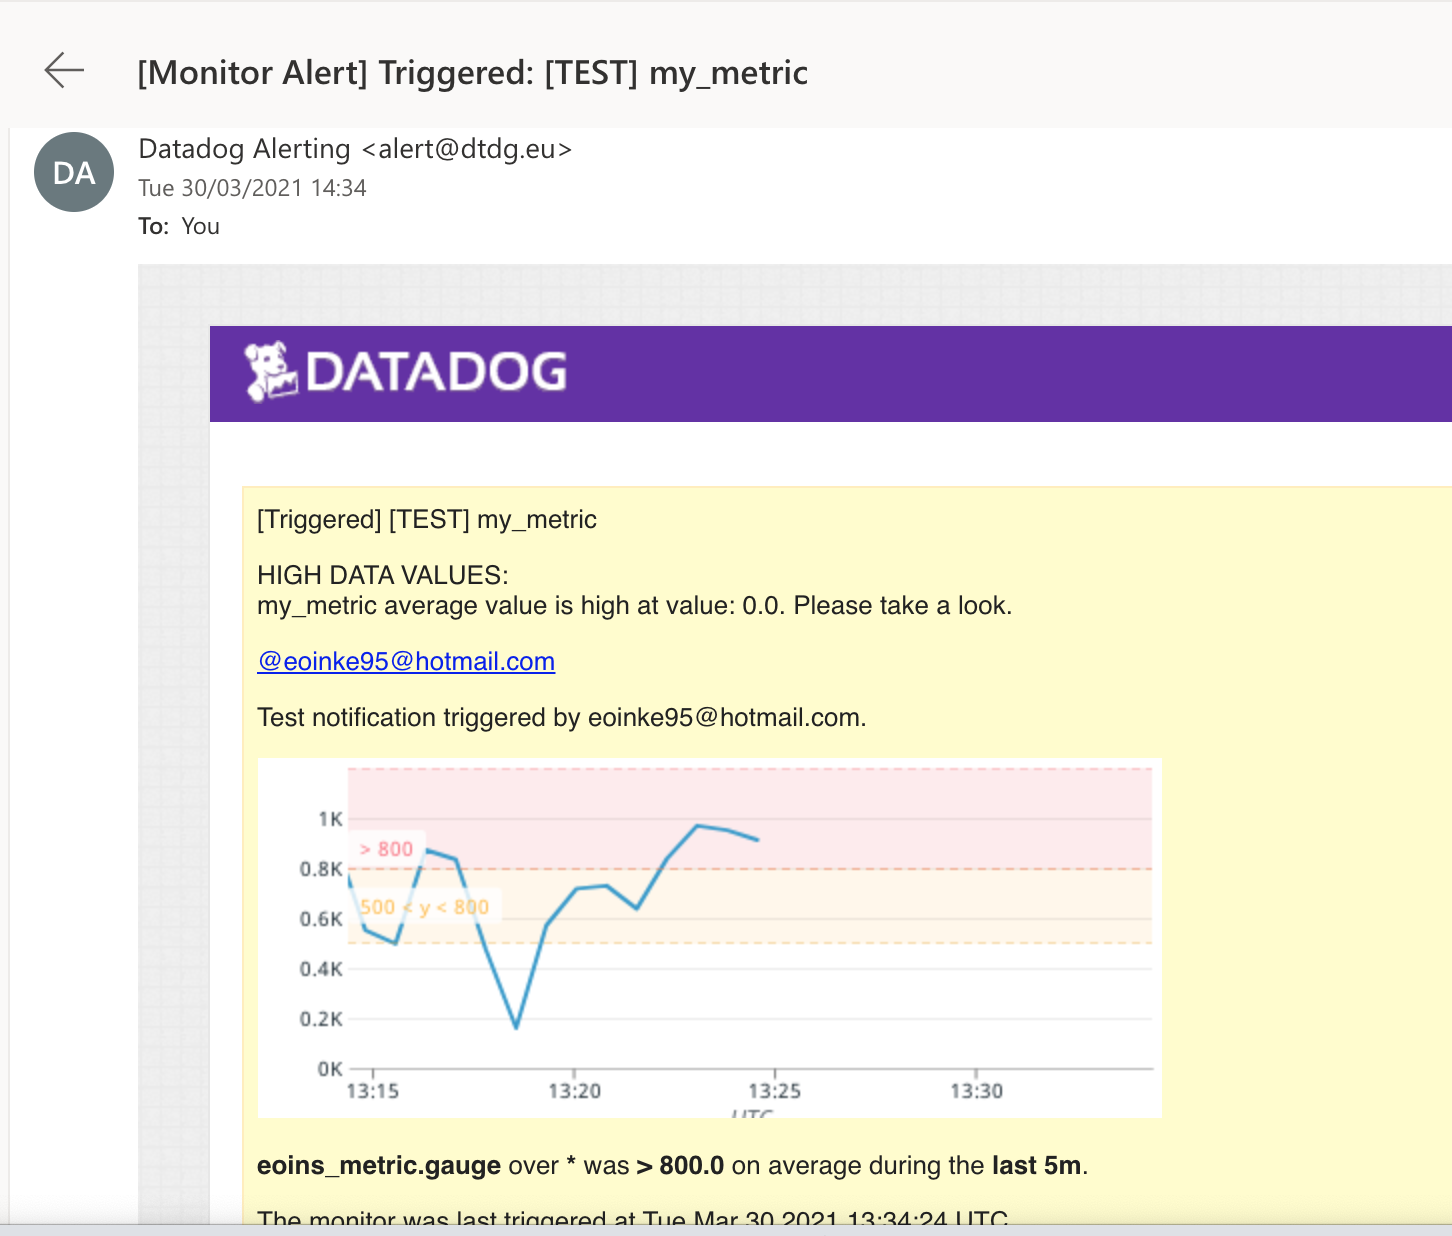 [Monitor Alert] Triggered: [TEST] my_metric
DA
Datadog Alerting <alert@dtdg.eu>
Tue 30/03/2021 14:34
To: You
DATADOG
[Triggered] [TEST] my_metric
HIGH DATA VALUES:
my_metric average value is high at value: 0.0. Please take a look.
@eoinke95@hotmail.com
Test notification triggered by eoinke95@hotmail.com.
1K
> 800
0.8K
500 < y < 800
0.6K
0.4K
0.2K
0K
13:15 13:20 13:25 13:30
UTC
eoins_metric.gauge over * was > 800.0 on average during the last 5m.
The monitor was last triggered at Tue Mar 30 2021 13:34:24 UTC